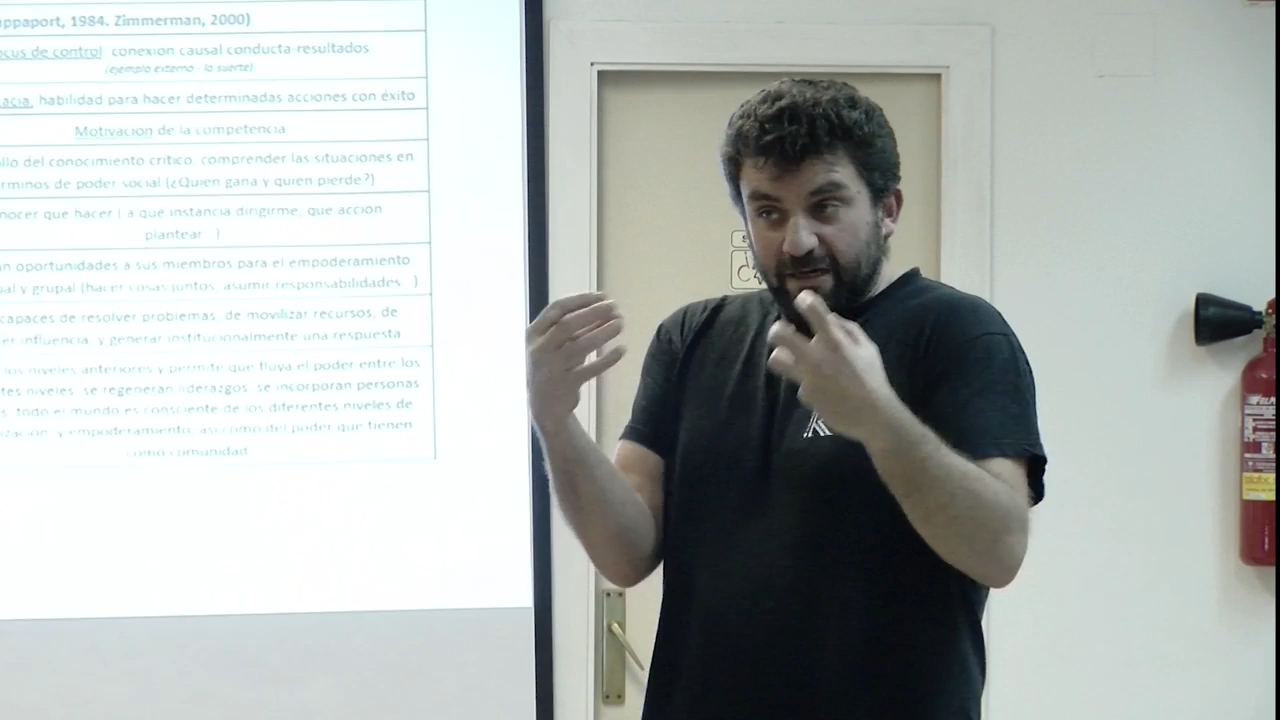 ppaport, 1984. Zimmerman, 2000)
ocus de control: conexion causal conducta-resultados
(ejemplo externo - la suerte)
acia, habilidad para hacer determinadas acciones con éxito
Motivacion de la competencia
llo del conocimiento critico, comprender las situaciones en
rminos de poder social (¿Quien gana y quien pierde?)
nocer que hacer ( a que instancia dirigirme, que accion
plantear )
an oportunidades a sus miembros para el empoderamiento
ual y grupal (hacer cosas juntos, asumir responsabilidades )
capaces de resolver problemas, de movilizar recursos, de
er influencia, y generar institucionalmente una respuesta
los niveles anteriores y permite que fluya el poder entre los
tes niveles, se regeneran liderazgos, se incorporan personas
s, todo el mundo es consciente de los diferentes niveles de
ización, y empoderamiento, asi como del poder que tienen
como comunidad